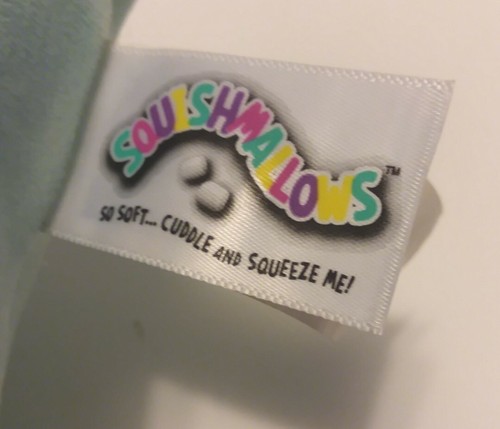 SQUISHMALLOWS™
SO SOFT... CUDDLE AND SQUEEZE ME!